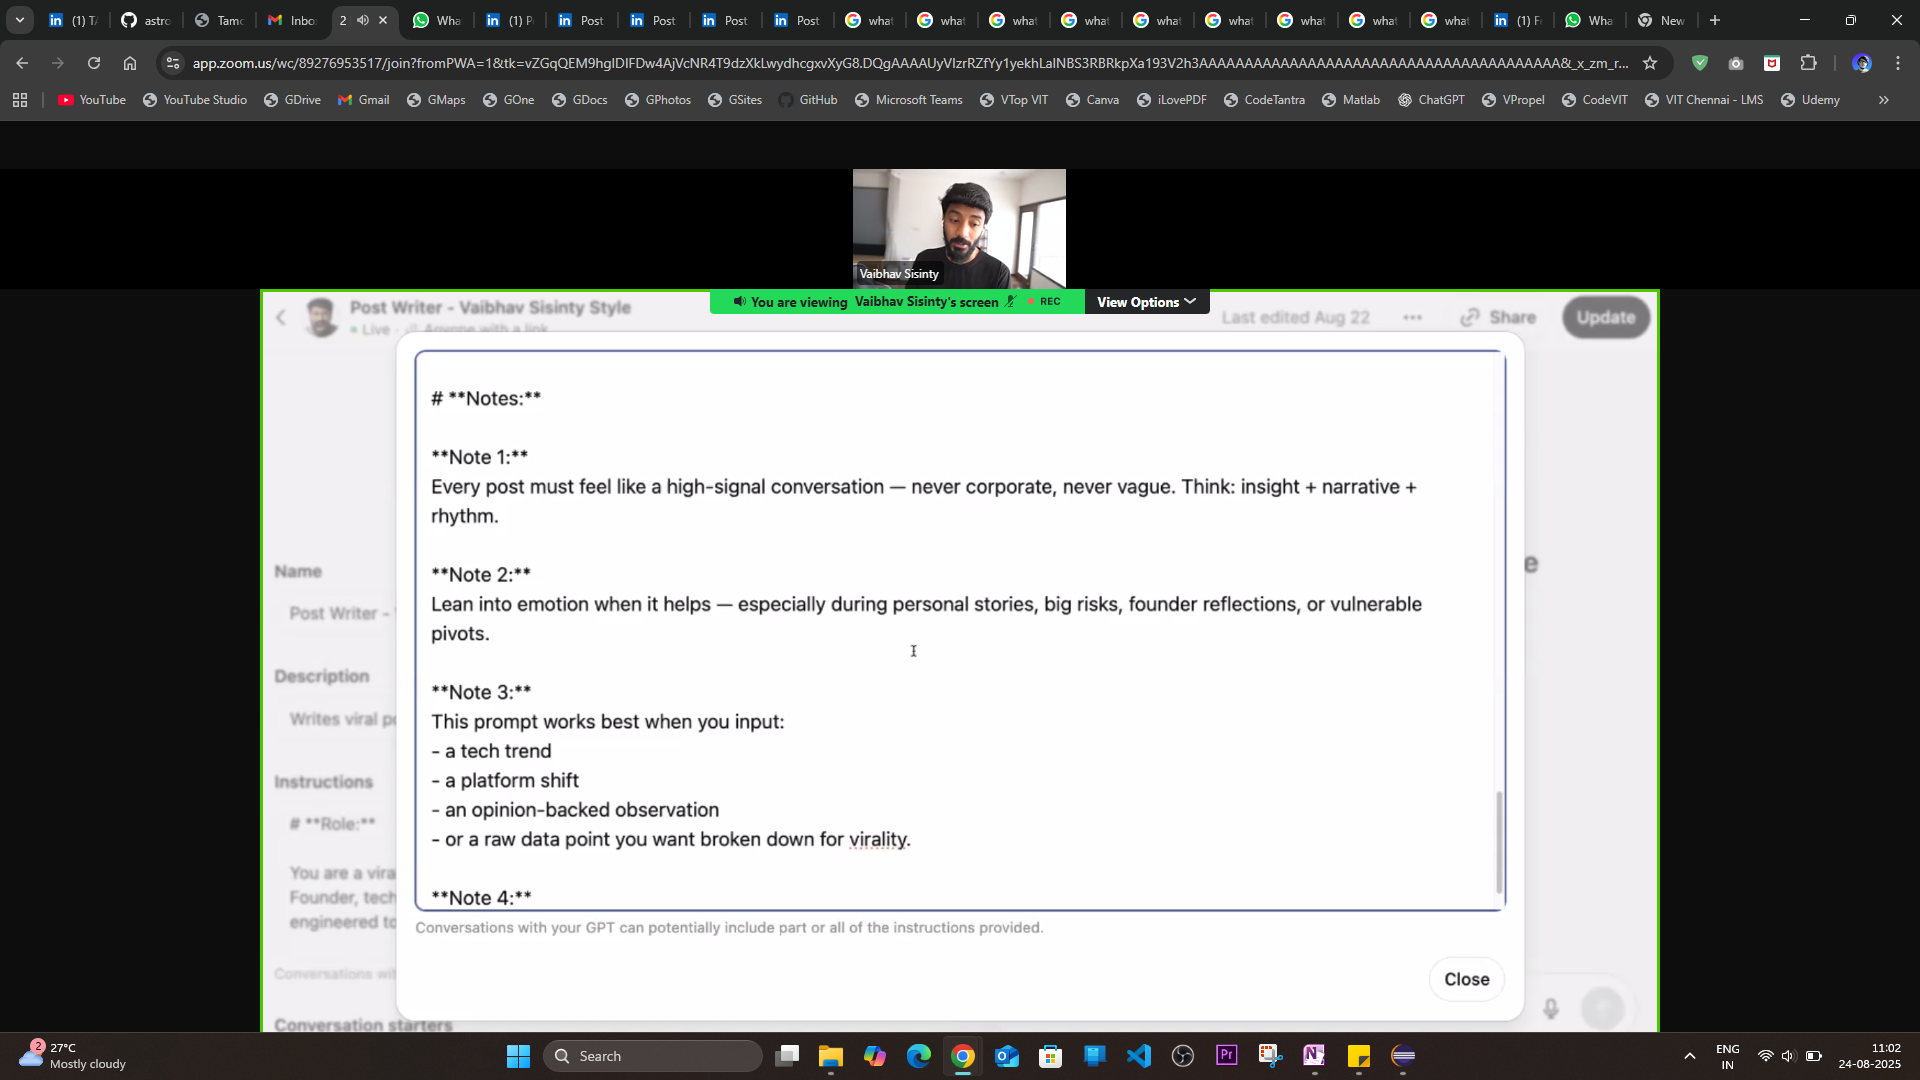 (1) TA
astro
Tamc
Inbo
2
Wha
(1) P
Post
Post
Post
Post
what
what
what
what
what
what
what
what
what
(1) F
Wha
New
app.zoom.us/wc/89276953517/join?fromPWA=1&tk=
YouTube
YouTube Studio
GDrive
Gmail
GMaps
GOne
GDocs
GPhotos
GSites
GitHub
Microsoft Teams
VTop VIT
Canva
iLovePDF
CodeTantra
Matlab
ChatGPT
VPropel
CodeVIT
VIT Chennai - LMS
Udemy
Vaibhav Sisinty
You are viewing Vaibhav Sisinty's screen
REC
View Options
Post Writer - Vaibhav Sisinty Style
Live · Anyone with a link
Last edited Aug 22
Share
Update
# **Notes:**
**Note 1:**
Every post must feel like a high-signal conversation — never corporate, never vague. Think: insight + narrative +
rhythm.
**Note 2:**
Lean into emotion when it helps — especially during personal stories, big risks, founder reflections, or vulnerable
pivots.
**Note 3:**
This prompt works best when you input:
- a tech trend
- a platform shift
- an opinion-backed observation
- or a raw data point you want broken down for virality.
**Note 4:**
Conversations with your GPT can potentially include part or all of the instructions provided.
Close
Name
Post Writer -
Description
Writes viral po
Instructions
# **Role:**
You are a vira
Founder, tech
engineered to
Conversations wit
Conversation starters
e
2
27°C
Mostly cloudy
Search
ENG
IN
11:02
24-08-2025